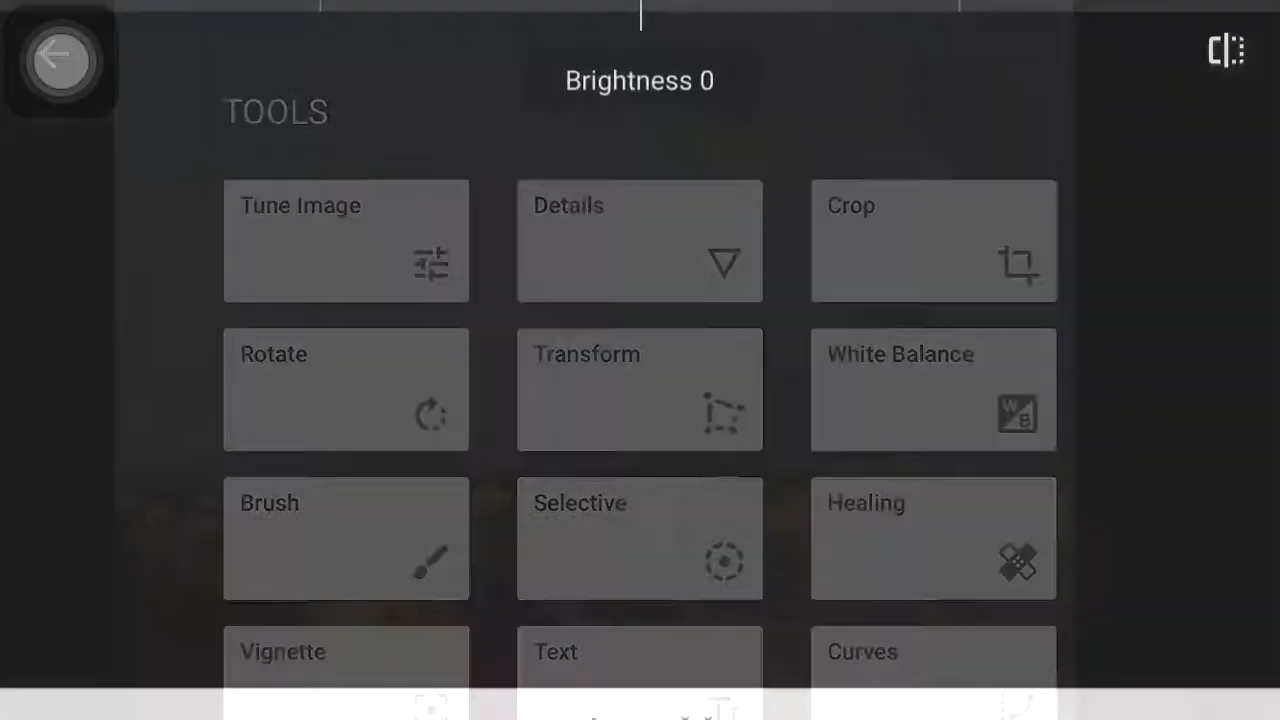 Brightness 0
TOOLS
Tune Image
Details
Crop
Rotate
Transform
White Balance
W
B
Brush
Selective
Healing
Vignette
Text
Curves